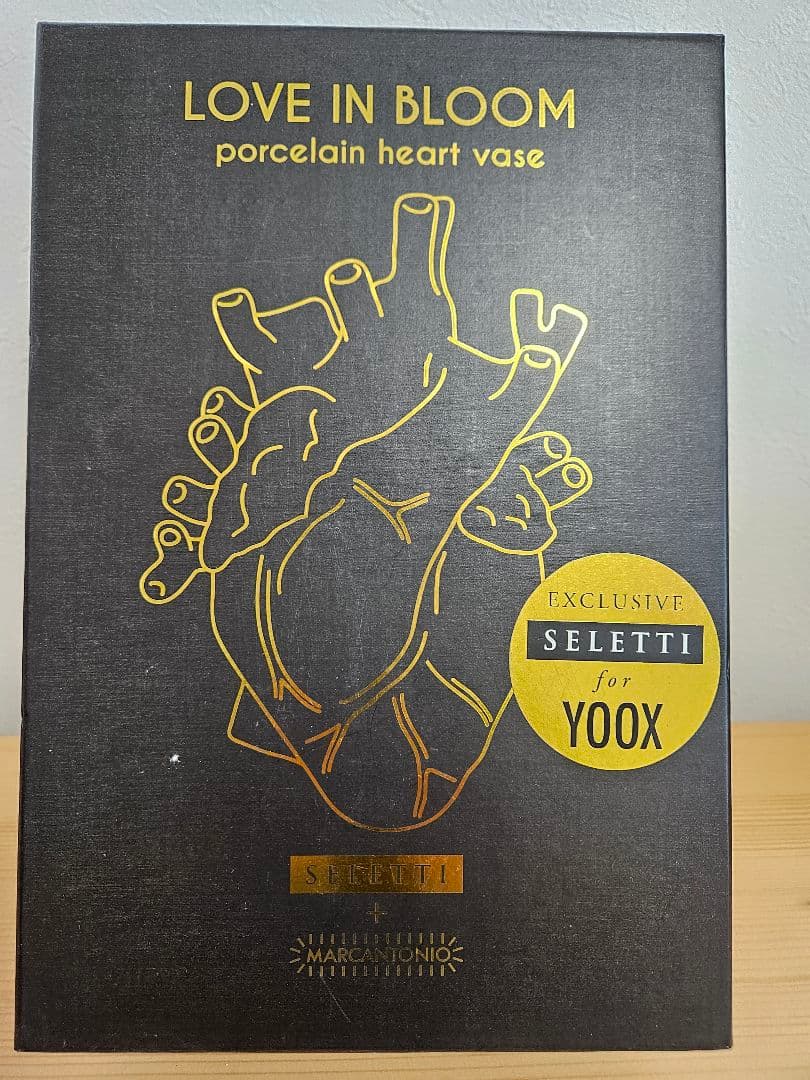 LOVE IN BLOOM
porcelain heart vase
EXCLUSIVE
SELETTI
for
YOOX
SELETTI
+
MARCANTONIO